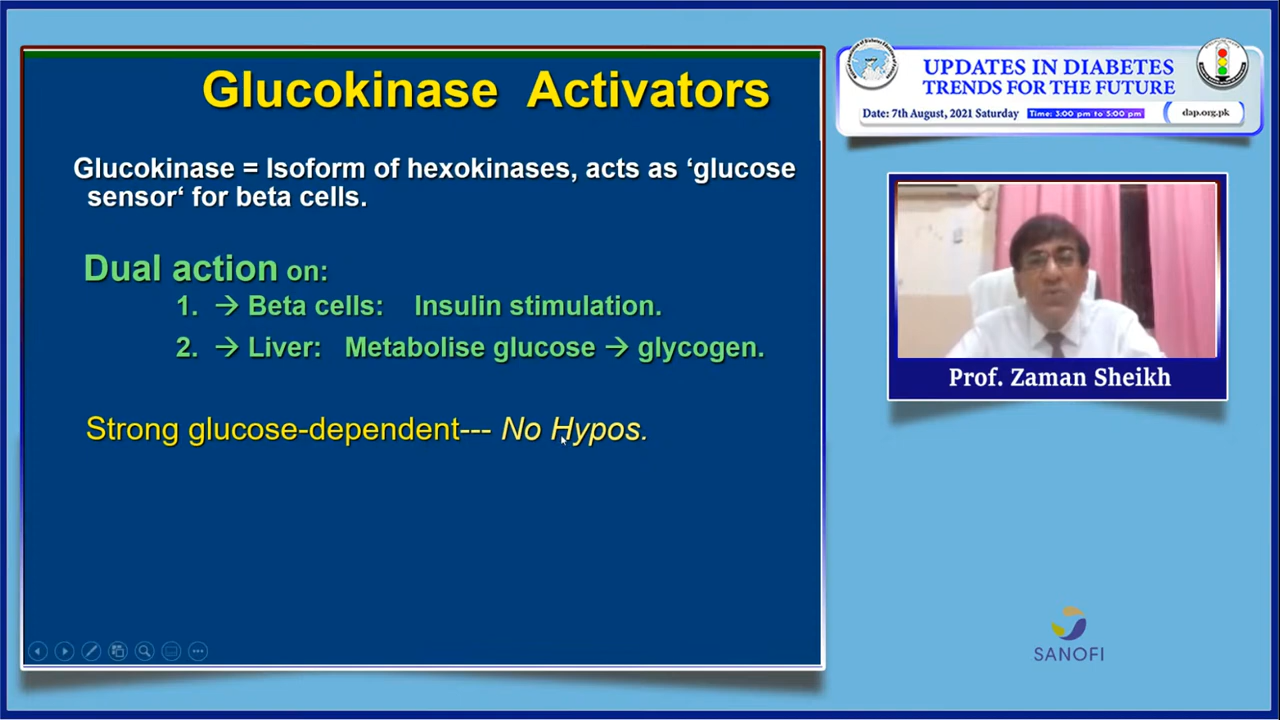 Glucokinase Activators
Glucokinase = Isoform of hexokinases, acts as ‘glucose
sensor‘ for beta cells.
Dual action on:
1. → Beta cells: Insulin stimulation.
2. → Liver: Metabolise glucose → glycogen.
Strong glucose-dependent--- No Hypos.
UPDATES IN DIABETES
TRENDS FOR THE FUTURE
Date: 7th August, 2021 Saturday Time: 3:00 pm to 5:00 pm dap.org.pk
Prof. Zaman Sheikh
SANOFI